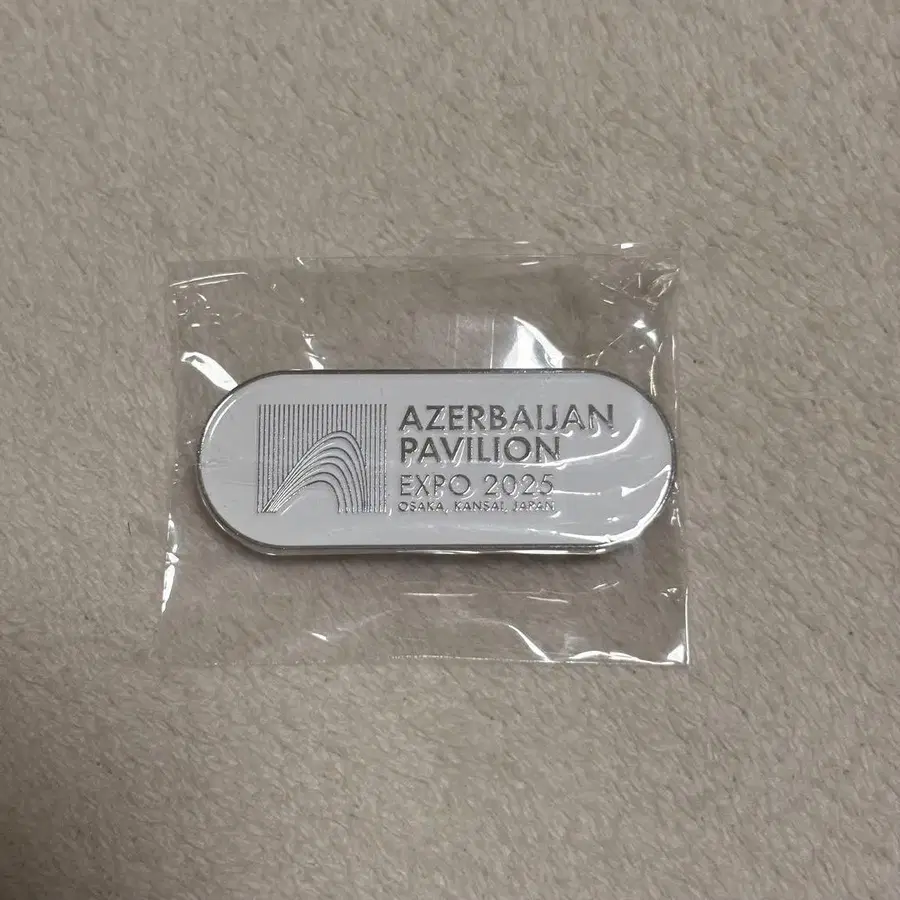 AZERBAIJAN
PAVILION
EXPO 2025
OSAKA, KANSAI, JAPAN